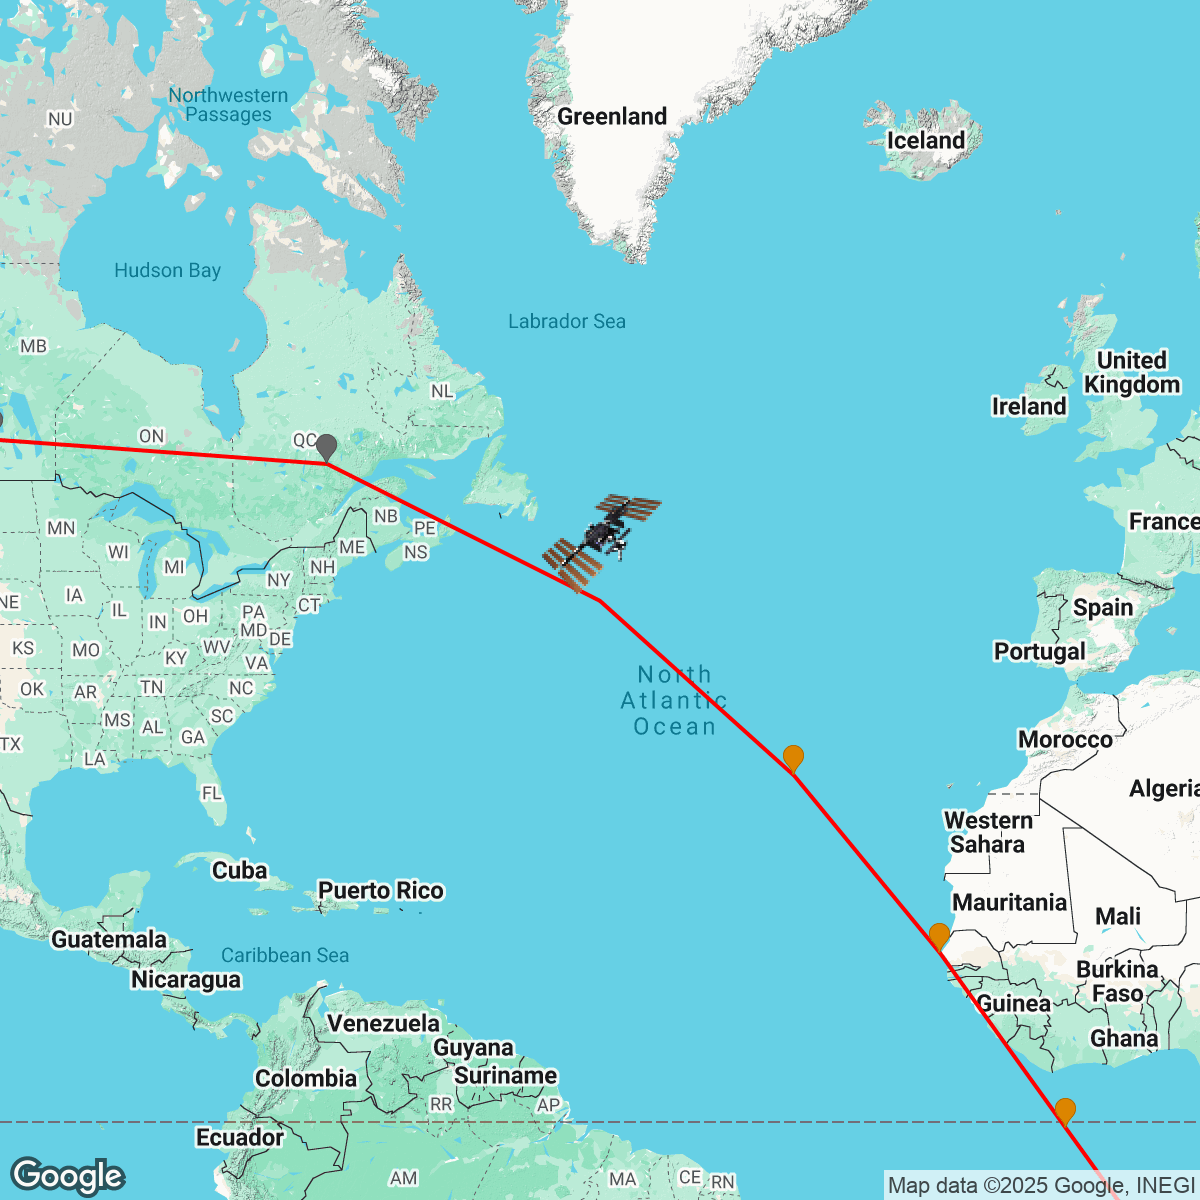 Northwestern
Passages
NU
Greenland
Iceland
Hudson Bay
Labrador Sea
MB
United
Kingdom
NL
Ireland
ON
QC
NB
PE
France
MN
WI
ME
NS
MI
NH
NY
NE
IA
IL
IN
OH
PA
CT
MD
DE
Spain
KS
MO
KY
WV
VA
Portugal
OK
AR
TN
NC
North
Atlantic
Ocean
MS
AL
SC
GA
TX
LA
Morocco
FL
Algeria
Western
Sahara
Cuba
Puerto Rico
Mauritania
Mali
Guatemala
Caribbean Sea
Nicaragua
Burkina
Faso
Guinea
Venezuela
Ghana
Guyana
Colombia
Suriname
RR
AP
Ecuador
AM
MA
CE
RN
Google
Map data ©2025 Google, INEGI